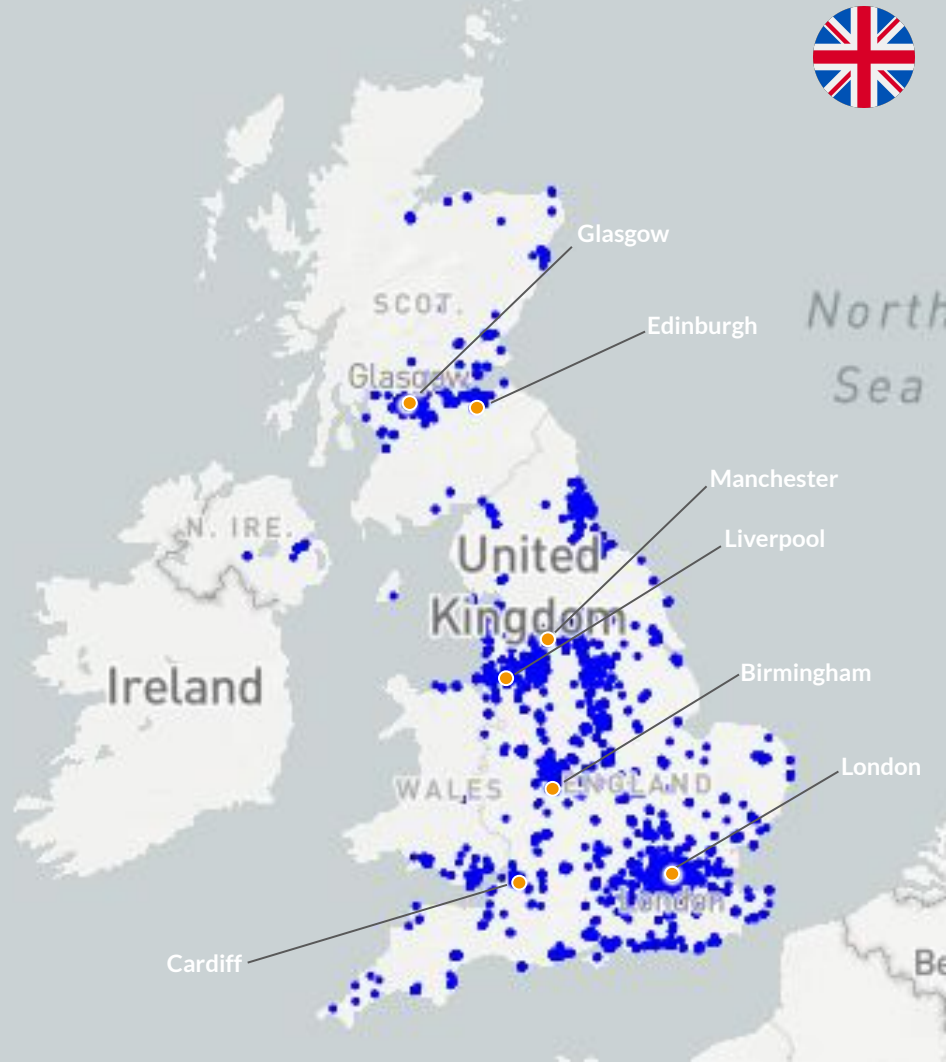 Glasgow
North
SCOT.
Edinburgh
Sea
Glasgow
Manchester
N. IRE.
Liverpool
United
Kingdom
Birmingham
Ireland
London
WALES
ENGLAND
London
Cardiff
Be